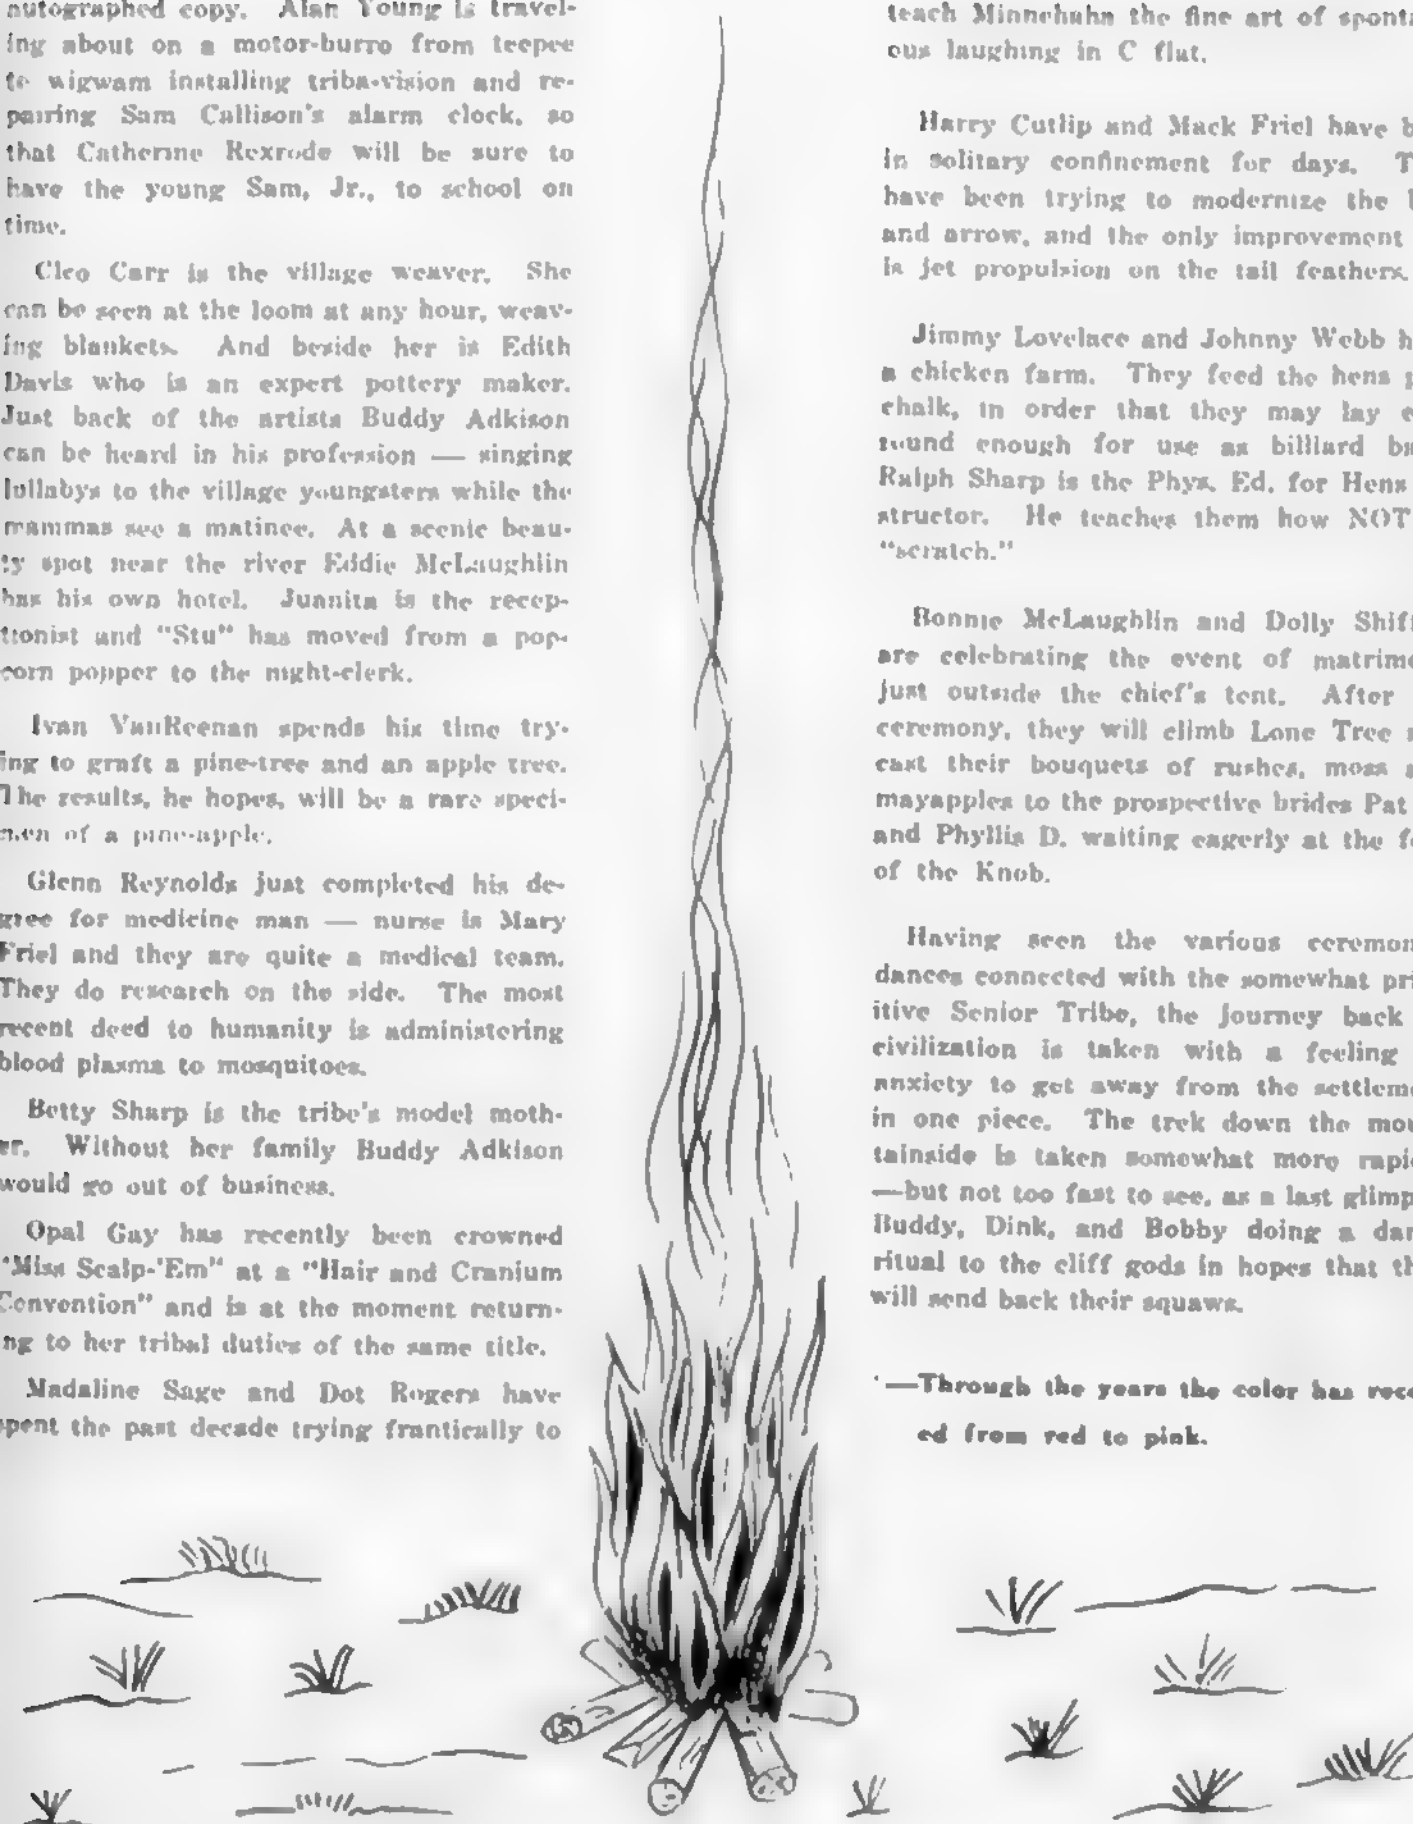 autographed copy. Alan Young is travel-
ing about on a motor-burro from teepee
to wigwam installing triba-vision and re-
pairing Sam Callison's alarm clock, so
that Catherine Rexrode will be sure to
have the young Sam, Jr., to school on
time.
Cleo Carr is the village weaver. She
can be seen at the loom at any hour, weav-
ing blankets. And beside her is Edith
Davis who is an expert pottery maker.
Just back of the artists Buddy Adkison
can be heard in his profession — singing
lullabys to the village youngsters while the
mammas see a matinee. At a scenic beau-
ty spot near the river Eddie McLaughlin
has his own hotel. Juanita is the recep-
tionist and "Stu" has moved from a pop-
corn popper to the night-clerk.
Ivan VanReenan spends his time try-
ing to graft a pine-tree and an apple tree.
The results, he hopes, will be a rare speci-
men of a pine-apple.
Glenn Reynolds just completed his de-
gree for medicine man — nurse is Mary
Friel and they are quite a medical team.
They do research on the side. The most
recent deed to humanity is administering
blood plasma to mosquitoes.
Betty Sharp is the tribe's model moth-
er. Without her family Buddy Adkison
would go out of business.
Opal Gay has recently been crowned
"Miss Scalp-'Em" at a "Hair and Cranium
Convention" and is at the moment return-
ng to her tribal duties of the same title.
Madaline Sage and Dot Rogers have
spent the past decade trying frantically to
teach Minnehaha the fine art of sponta
ous laughing in C flat.
Harry Cutlip and Mack Friel have b
in solitary confinement for days. T
have been trying to modernize the b
and arrow, and the only improvement
is jet propulsion on the tail feathers.
Jimmy Lovelace and Johnny Webb h
a chicken farm. They feed the hens g
chalk, in order that they may lay e
round enough for use as billiard ba
Ralph Sharp is the Phys. Ed. for Hens
structor. He teaches them how NOT
"scratch."
Bonnie McLaughlin and Dolly Shiff
are celebrating the event of matrimo
just outside the chief's tent. After
ceremony, they will climb Lone Tree a
cast their bouquets of rushes, moss a
mayapples to the prospective brides Pat
and Phyllis D. waiting eagerly at the fo
of the Knob.
Having seen the various ceremon
dances connected with the somewhat pri
itive Senior Tribe, the journey back
civilization is taken with a feeling
anxiety to get away from the settleme
in one piece. The trek down the mou
tainside is taken somewhat more rapi
—but not too fast to see, as a last glimp
Buddy, Dink, and Bobby doing a dan
ritual to the cliff gods in hopes that th
will send back their squaws.
—Through the years the color has rece
ed from red to pink.